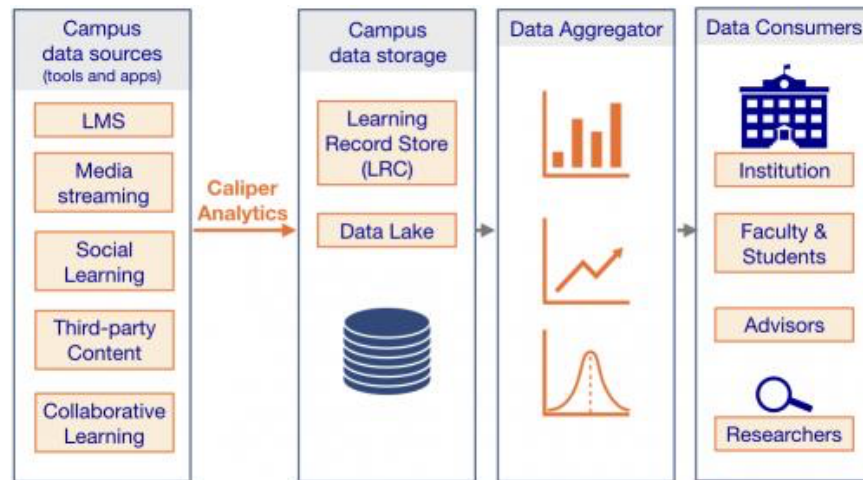 Campus
data sources
(tools and apps)
LMS
Media
streaming
Social
Learning
Third-party
Content
Collaborative
Learning
Caliper
Analytics
Campus
data storage
Learning
Record Store
(LRC)
Data Lake
Data Aggregator
Data Consumers
Institution
Faculty &
Students
Advisors
Researchers